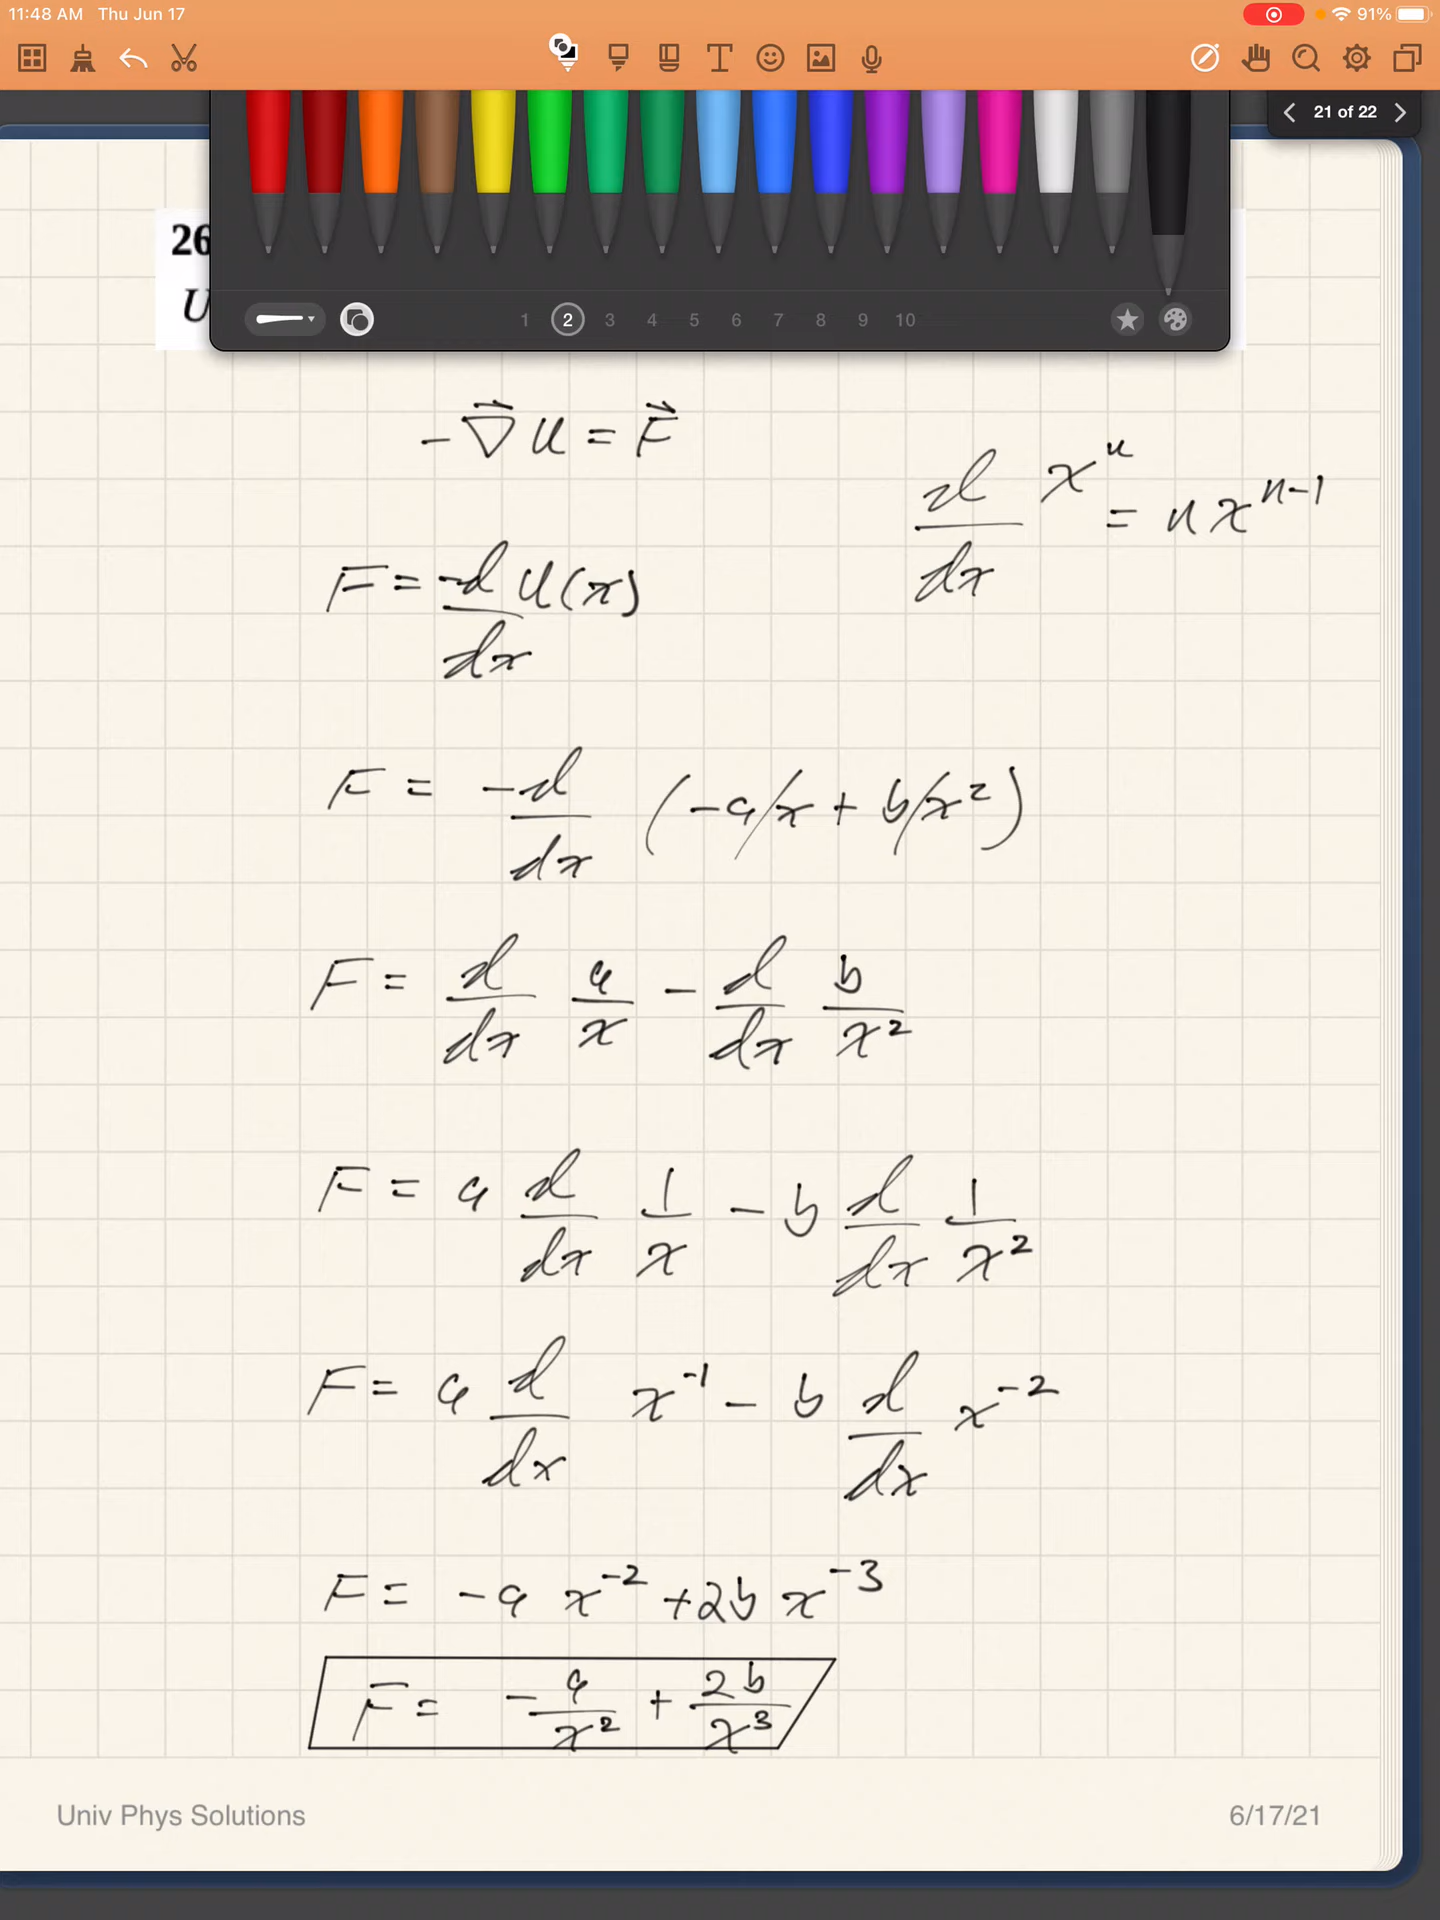 11:48 AM Thu Jun 17 91%
21 of 22
26
U
1 2 3 4 5 6 7 8 9 10
-∇⃗ U = F⃗
d/dx x^n = n x^(n-1)
F = -d/dx U(x)
F = -d/dx (-a/x + b/x²)
F = d/dx a/x - d/dx b/x²
F = a d/dx 1/x - b d/dx 1/x²
F = a d/dx x⁻¹ - b d/dx x⁻²
F = -a x⁻² + 2b x⁻³
F = -a/x² + 2b/x³
Univ Phys Solutions 6/17/21